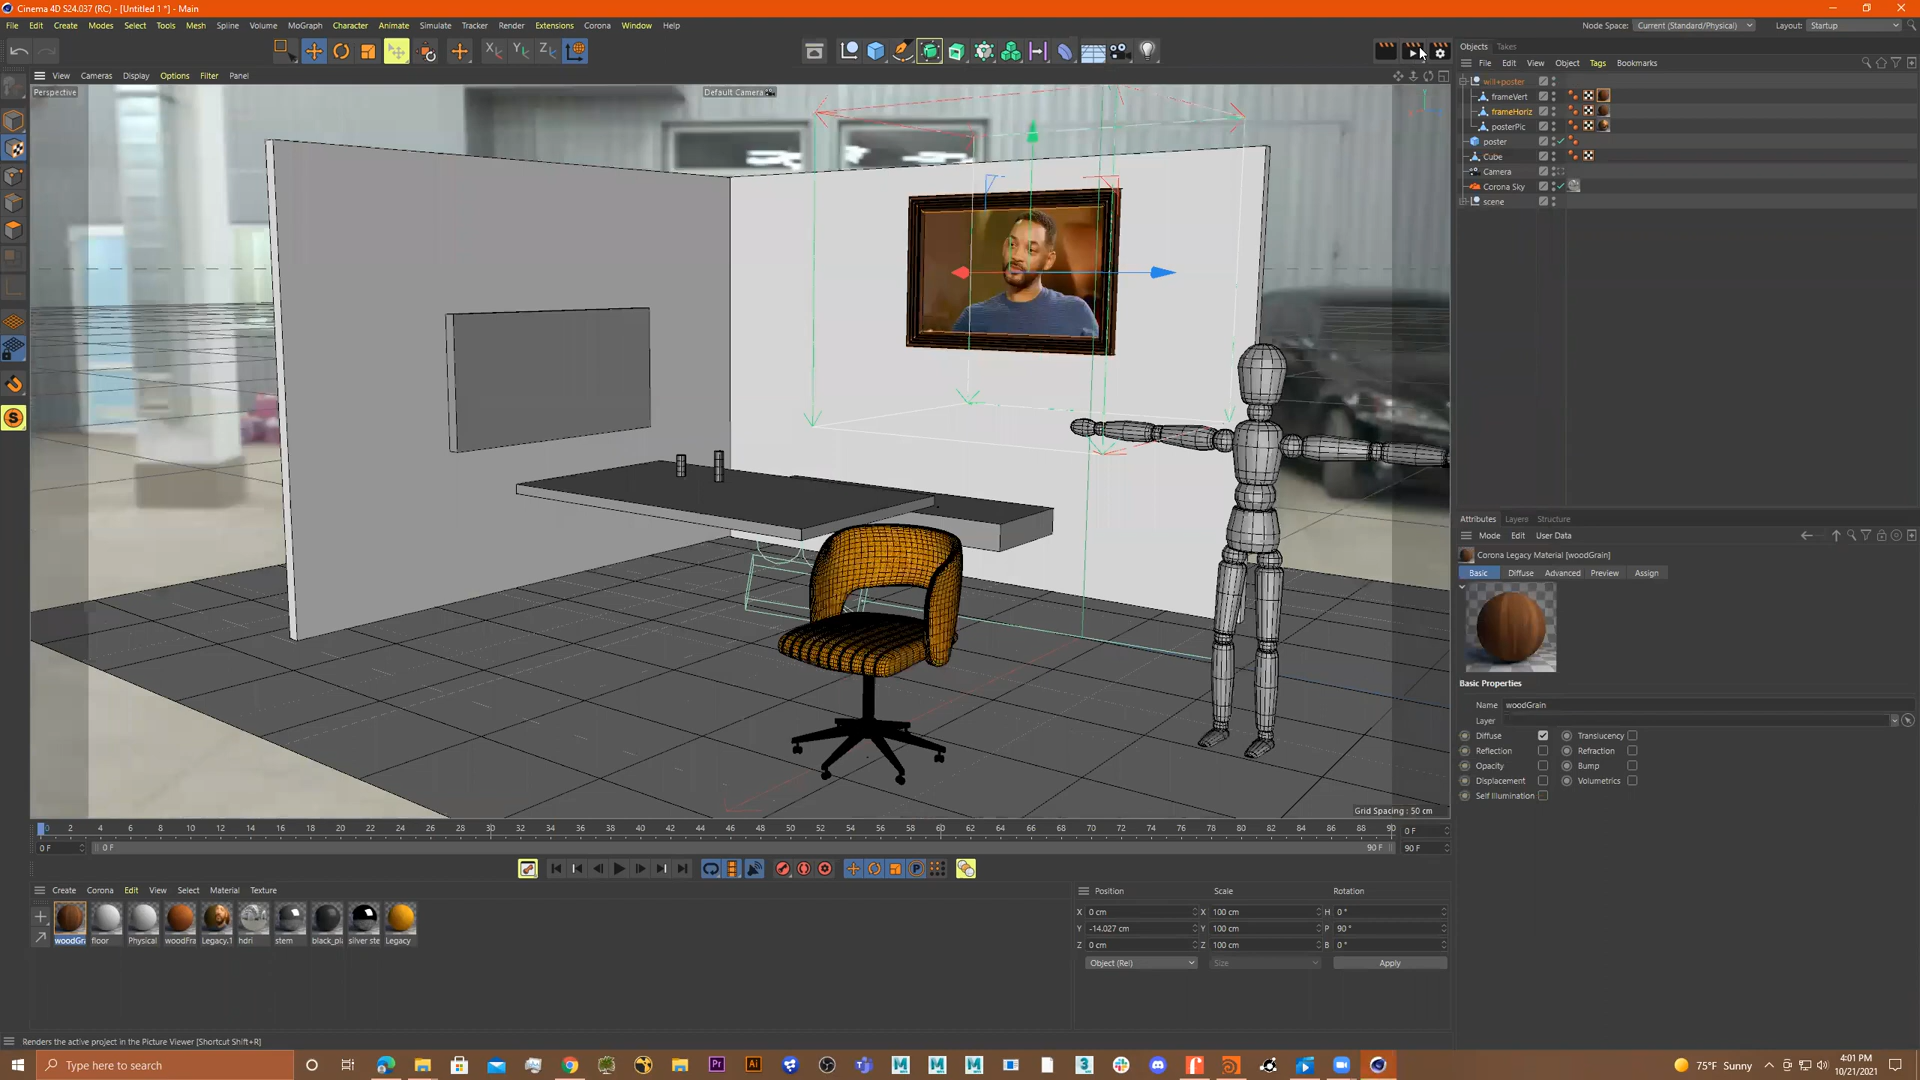 Cinema 4D S24.037 (RC) - [Untitled 1 *] - Main
File Edit Create Modes Select Tools Mesh Spline Volume MoGraph Character Animate Simulate Tracker Render Extensions Corona Window Help
Node Space: Current (Standard/Physical) Layout: Startup
Objects Takes
File Edit View Object Tags Bookmarks
View Cameras Display Options Filter Panel
Perspective
Default Camera
will+poster
frameVert
frameHoriz
posterPic
poster
Cube
Camera
Corona Sky
scene
Attributes Layers Structure
Mode Edit User Data
Corona Legacy Material [woodGrain]
Basic Diffuse Advanced Preview Assign
Basic Properties
Name woodGrain
Layer
Diffuse Translucency
Reflection Refraction
Opacity Bump
Displacement Volumetrics
Self Illumination
Grid Spacing : 50 cm
0 2 4 6 8 10 12 14 16 18 20 22 24 26 28 30 32 34 36 38 40 42 44 46 48 50 52 54 56 58 60 62 64 66 68 70 72 74 76 78 80 82 84 86 88 90 0 F
0 F 0 F 90 F 90 F
Create Corona Edit View Select Material Texture
woodGra floor Physical woodFra Legacy.1 hdri stem black_pla silver ste Legacy
Position Scale Rotation
X 0 cm X 100 cm H 0 °
Y -14.027 cm Y 100 cm P 90 °
Z 0 cm Z 100 cm B 0 °
Object (Rel) Size Apply
Renders the active project in the Picture Viewer [Shortcut Shift+R]
Type here to search
75°F Sunny
4:01 PM
10/21/2021